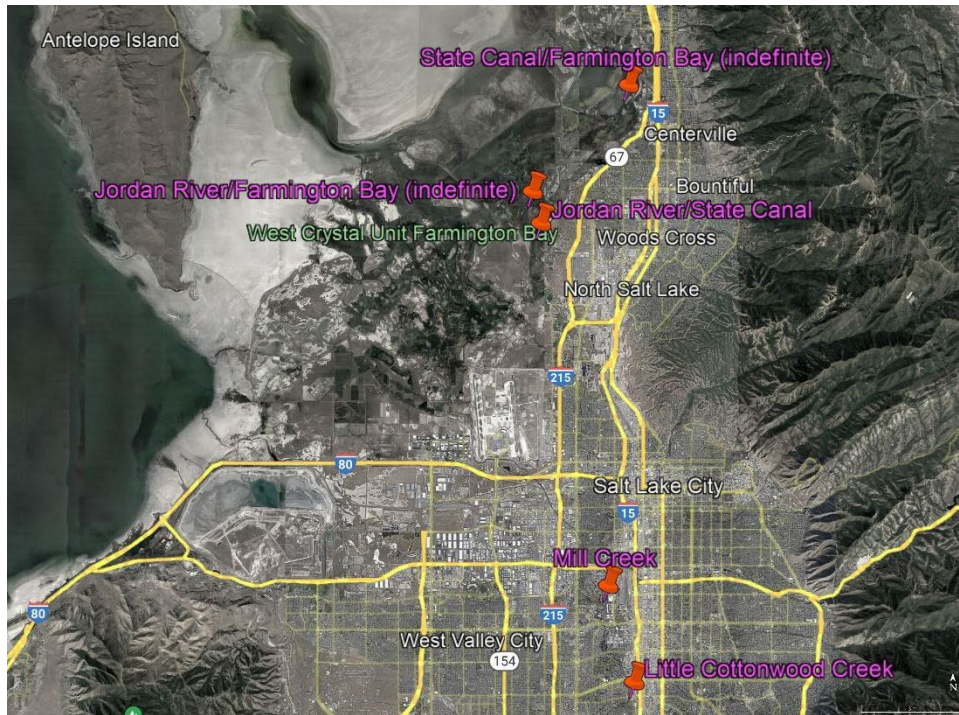 Antelope Island
State Canal/Farmington Bay (indefinite)
15
Centerville
67
Jordan River/Farmington Bay (indefinite)
Bountiful
Jordan River/State Canal
West Crystal Unit Farmington Bay
Woods Cross
North Salt Lake
215
80
Salt Lake City
15
Mill Creek
80
215
West Valley City
154
Little Cottonwood Creek
N